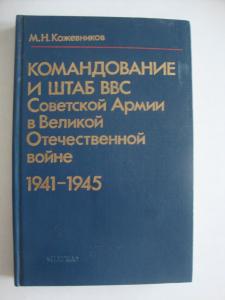 М.Н. Кожевников
КОМАНДОВАНИЕ
И ШТАБ ВВС
Советской Армии
в Великой
Отечественной
войне
1941–1945